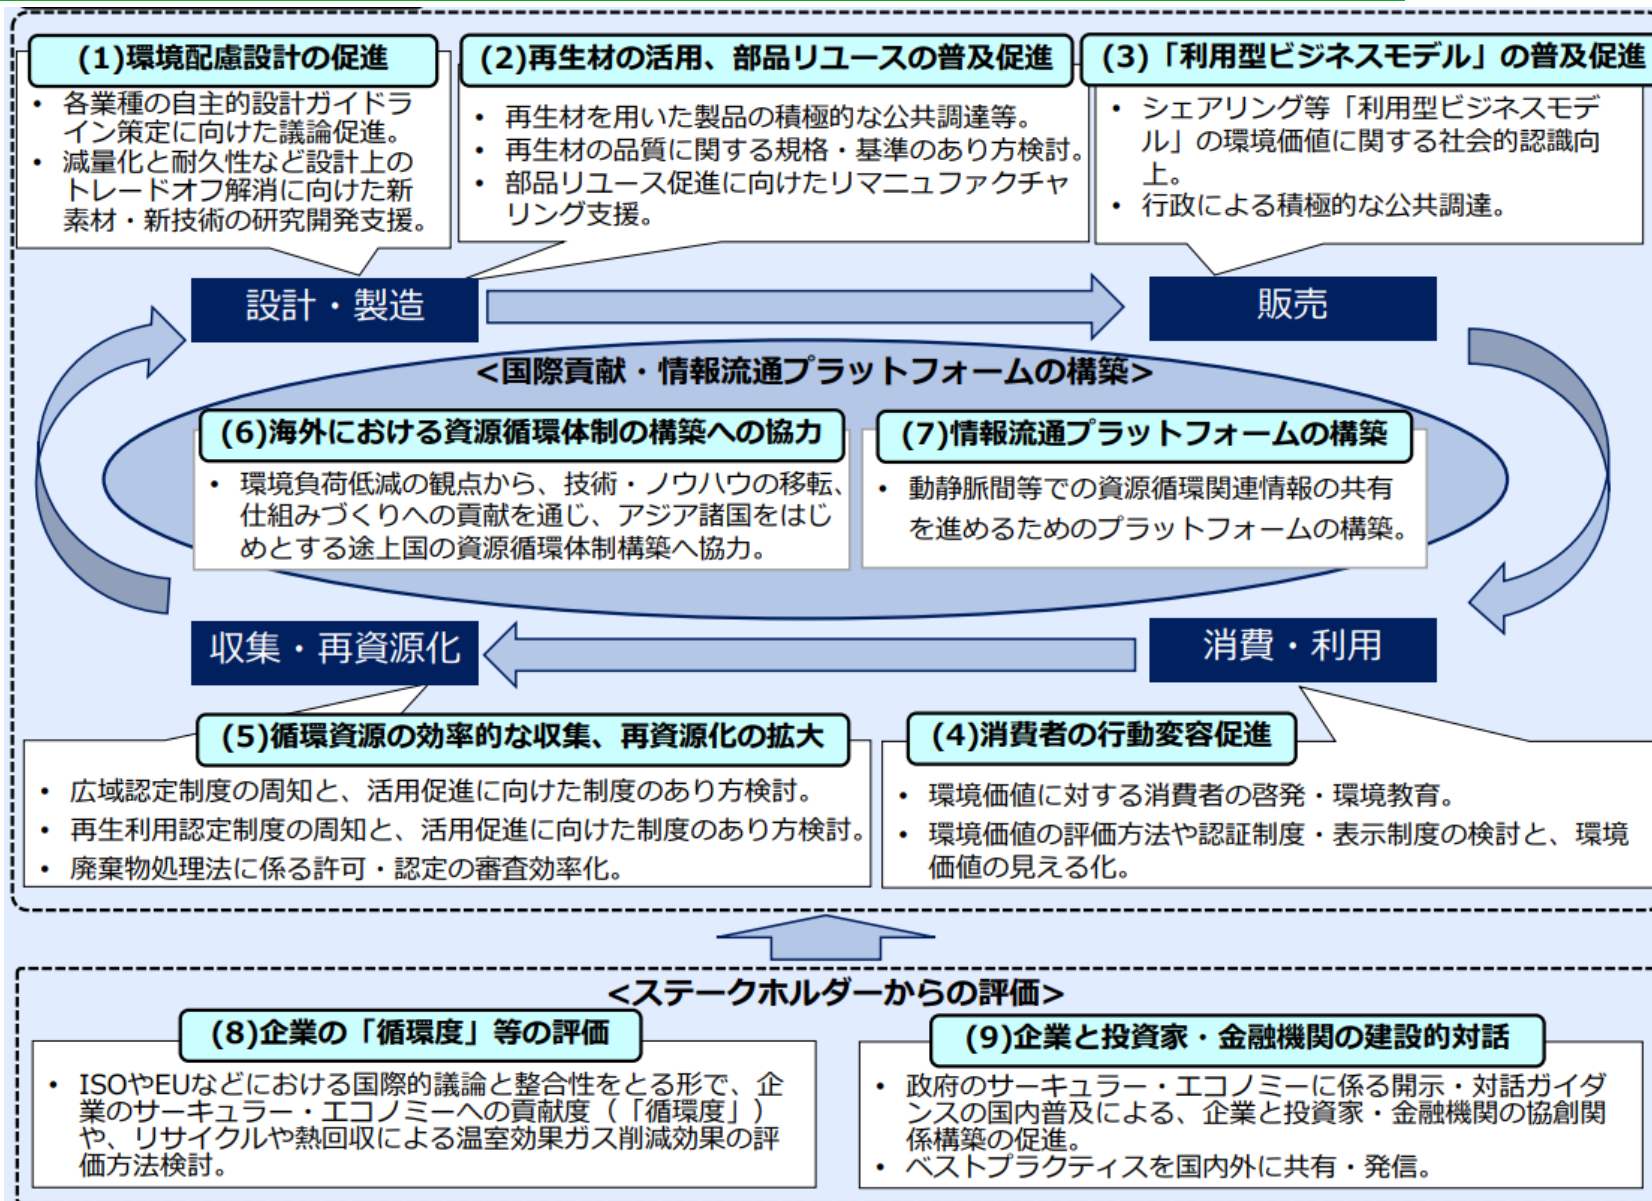 (1)環境配慮設計の促進
• 各業種の自主的設計ガイドラ
イン策定に向けた議論促進。
• 減量化と耐久性など設計上の
トレードオフ解消に向けた新
素材・新技術の研究開発支援。
(2)再生材の活用、部品リユースの普及促進
• 再生材を用いた製品の積極的な公共調達等。
• 再生材の品質に関する規格・基準のあり方検討。
• 部品リユース促進に向けたリマニュファクチャ
リング支援。
(3)「利用型ビジネスモデル」の普及促進
• シェアリング等「利用型ビジネスモデ
ル」の環境価値に関する社会的認識向
上。
• 行政による積極的な公共調達。
設計・製造
販売
<国際貢献・情報流通プラットフォームの構築>
(6)海外における資源循環体制の構築への協力
• 環境負荷低減の観点から、技術・ノウハウの移転、
仕組みづくりへの貢献を通じ、アジア諸国をはじ
めとする途上国の資源循環体制構築へ協力。
(7)情報流通プラットフォームの構築
• 動静脈間等での資源循環関連情報の共有
を進めるためのプラットフォームの構築。
収集・再資源化
消費・利用
(5)循環資源の効率的な収集、再資源化の拡大
• 広域認定制度の周知と、活用促進に向けた制度のあり方検討。
• 再生利用認定制度の周知と、活用促進に向けた制度のあり方検討。
• 廃棄物処理法に係る許可・認定の審査効率化。
(4)消費者の行動変容促進
• 環境価値に対する消費者の啓発・環境教育。
• 環境価値の評価方法や認証制度・表示制度の検討と、環境
価値の見える化。
<ステークホルダーからの評価>
(8)企業の「循環度」等の評価
• ISOやEUなどにおける国際的議論と整合性をとる形で、企
業のサーキュラー・エコノミーへの貢献度（「循環度」）
や、リサイクルや熱回収による温室効果ガス削減効果の評
価方法検討。
(9)企業と投資家・金融機関の建設的対話
• 政府のサーキュラー・エコノミーに係る開示・対話ガイダ
ンスの国内普及による、企業と投資家・金融機関の協創関
係構築の促進。
• ベストプラクティスを国内外に共有・発信。